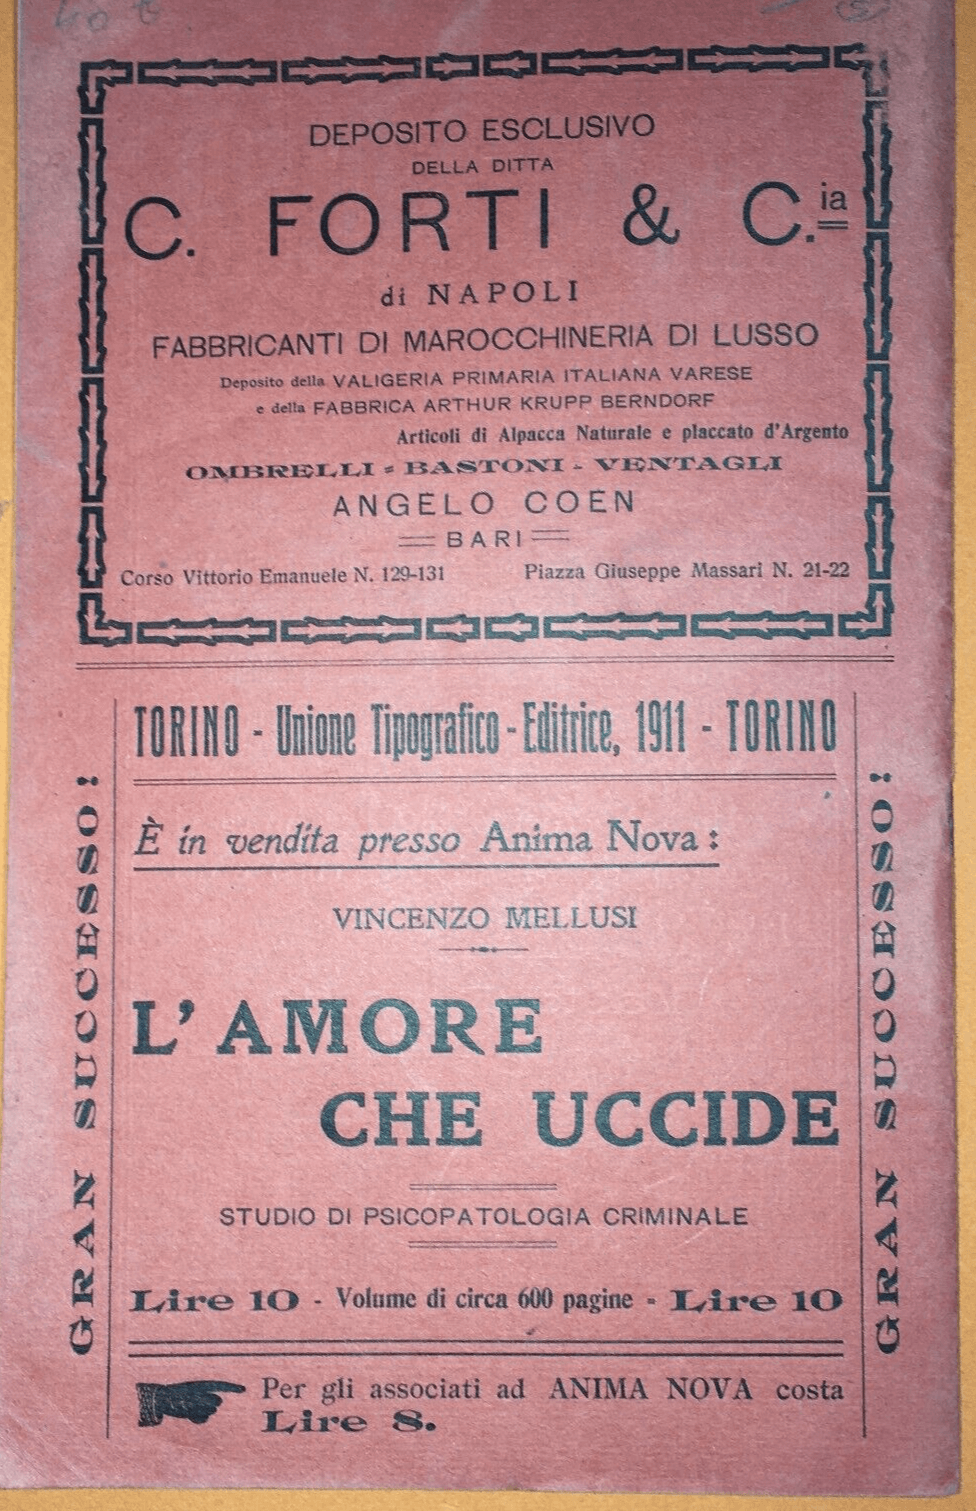 DEPOSITO ESCLUSIVO
DELLA DITTA
C. FORTI & C.ia
di NAPOLI
FABBRICANTI DI MAROCCHINERIA DI LUSSO
Deposito della VALIGERIA PRIMARIA ITALIANA VARESE
e della FABBRICA ARTHUR KRUPP BERNDORF
Articoli di Alpacca Naturale e placcato d'Argento
OMBRELLI - BASTONI - VENTAGLI
ANGELO COEN
BARI
Corso Vittorio Emanuele N. 129-131 Piazza Giuseppe Massari N. 21-22
TORINO - Unione Tipografico-Editrice, 1911 - TORINO
GRAN SUCCESSO!
È in vendita presso Anima Nova:
VINCENZO MELLUSI
L'AMORE
CHE UCCIDE
STUDIO DI PSICOPATOLOGIA CRIMINALE
Lire 10 - Volume di circa 600 pagine - Lire 10
Per gli associati ad ANIMA NOVA costa
Lire 8.
GRAN SUCCESSO!